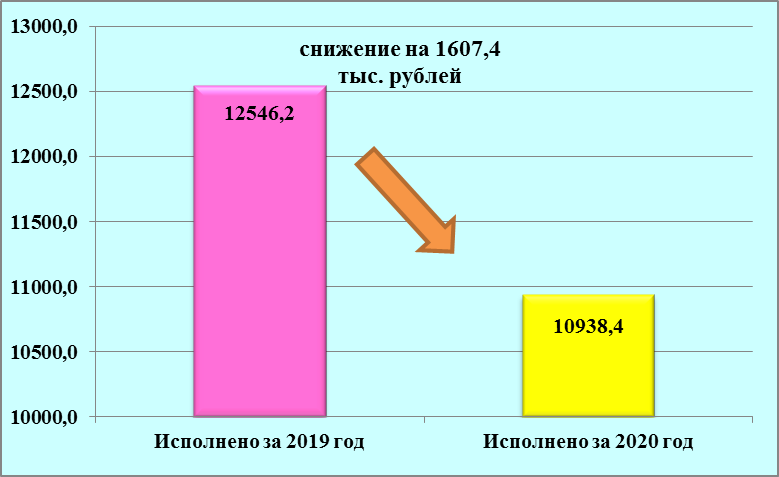 13000,0
12500,0
12000,0
11500,0
11000,0
10500,0
10000,0
снижение на 1607,4
тыс. рублей
12546,2
10938,4
Исполнено за 2019 год
Исполнено за 2020 год